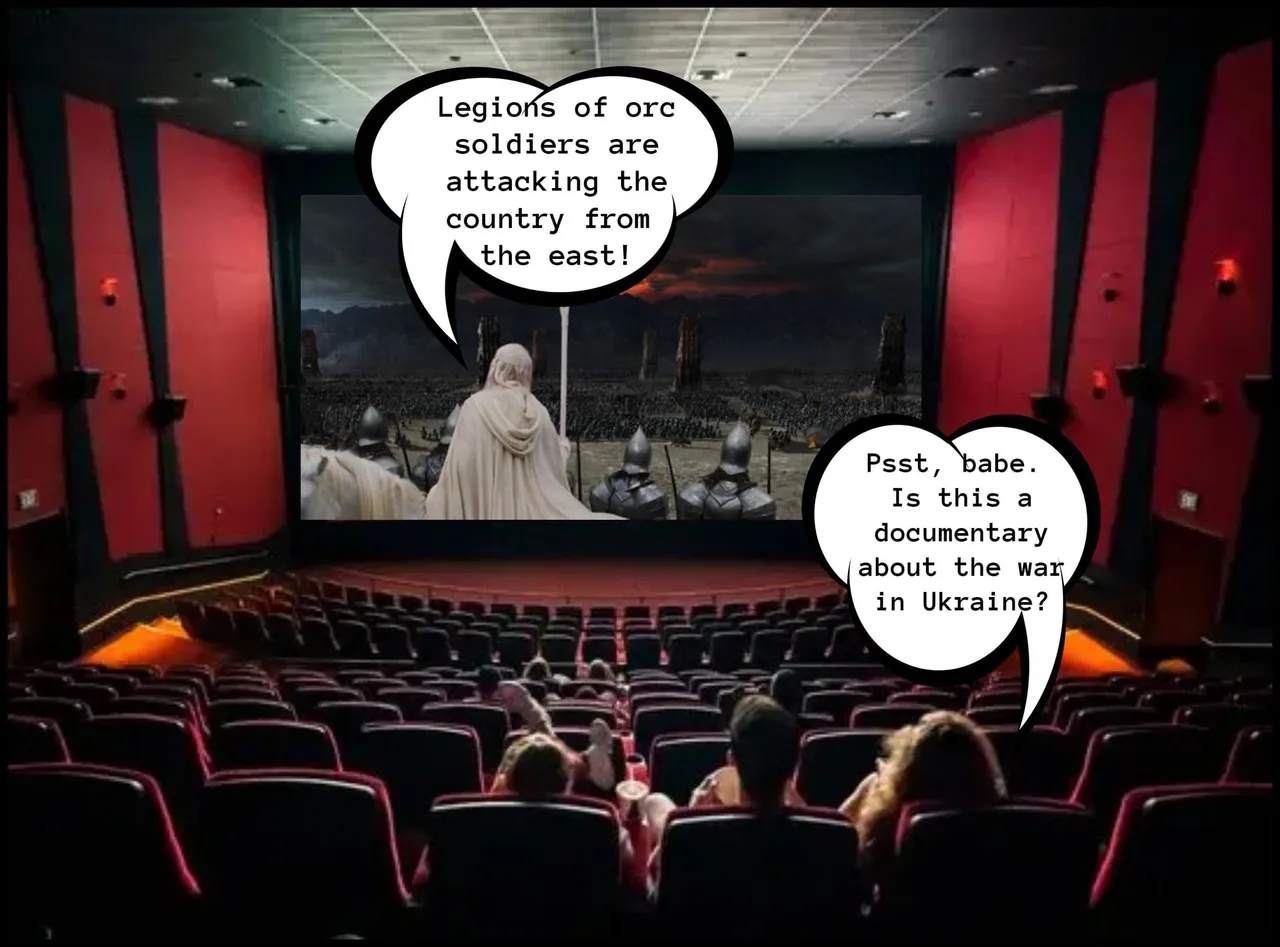 Legions of orc
soldiers are
attacking the
country from
the east!
Psst, babe.
Is this a
documentary
about the war
in Ukraine?